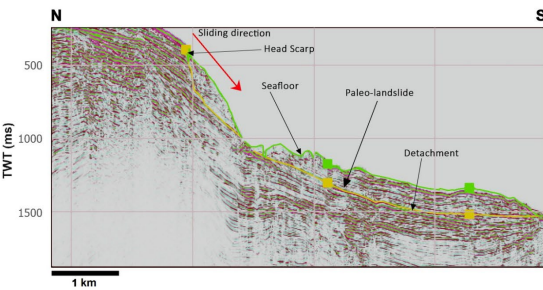 N
S
Sliding direction
Head Scarp
500
Seafloor
Paleo-landslide
TWT (ms)
1000
Detachment
1500
1 km